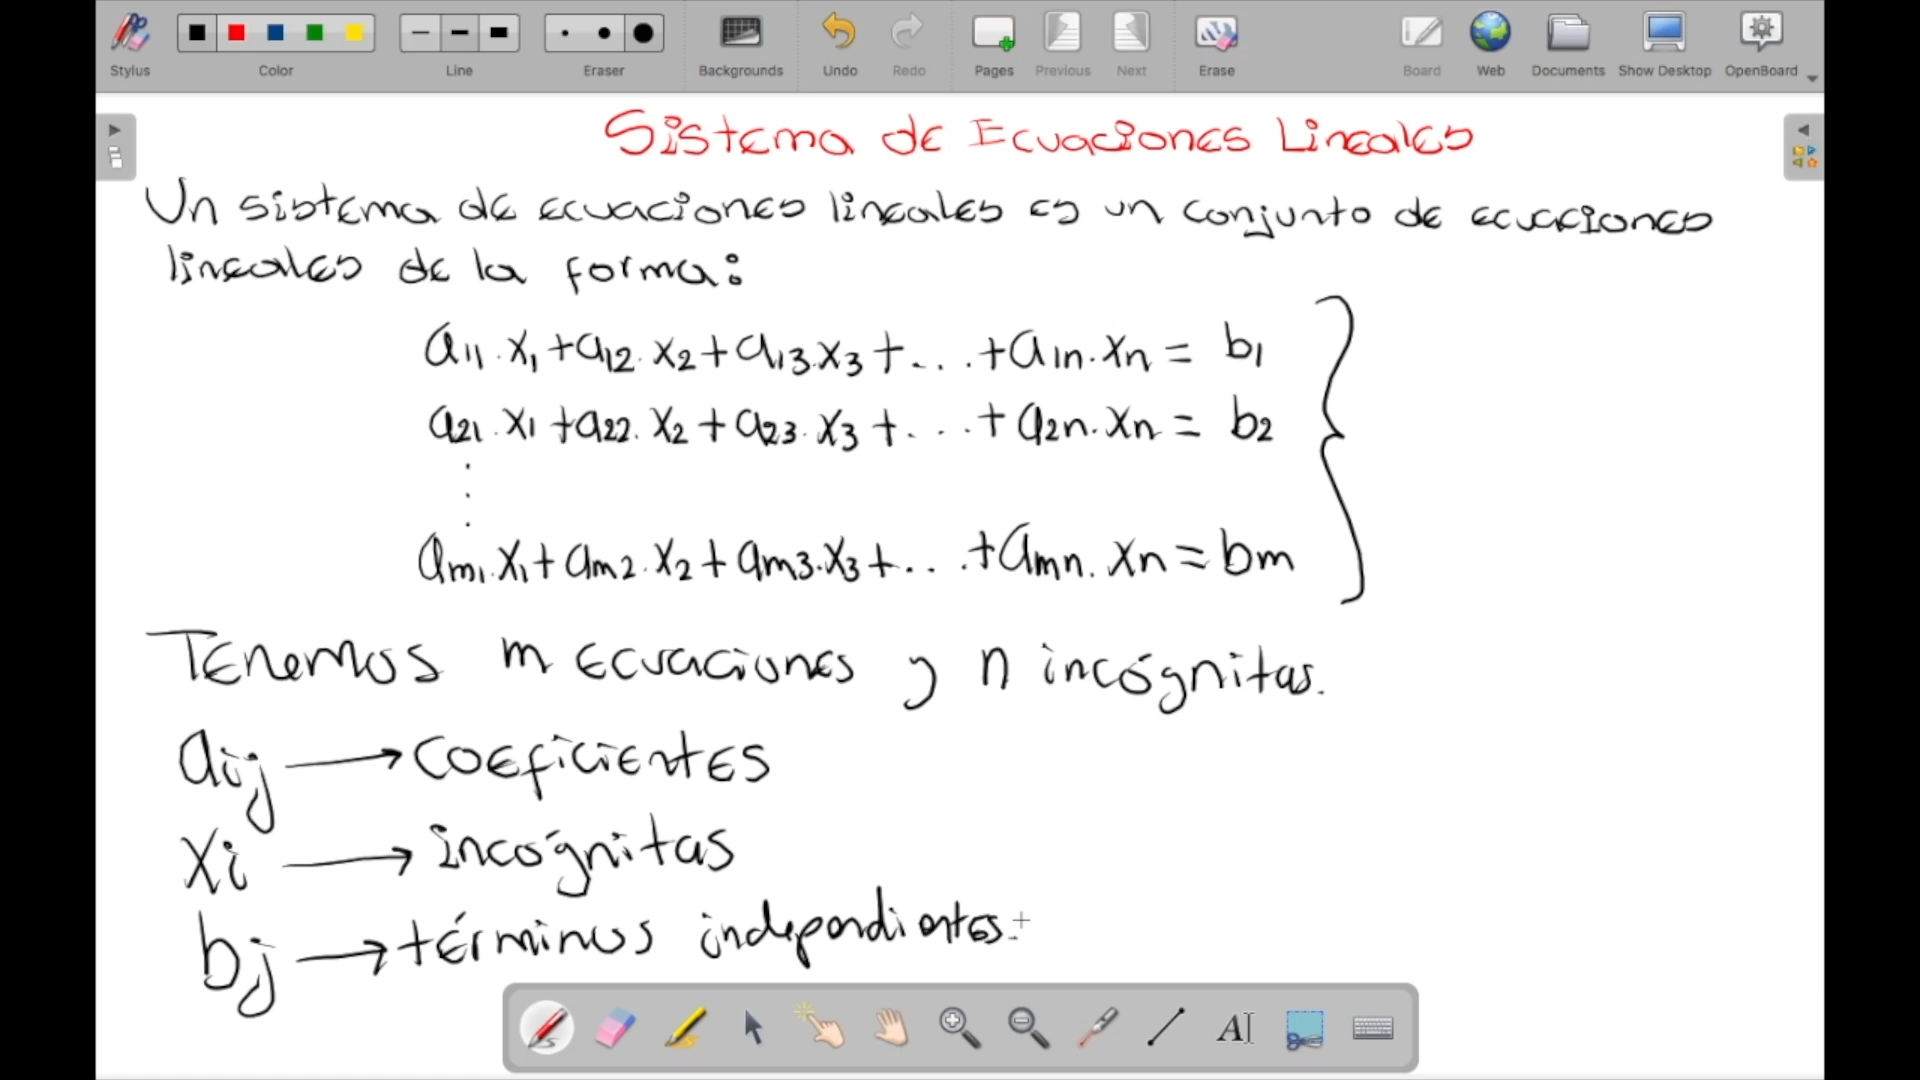 Stylus Color Line Eraser Backgrounds Undo Redo Pages Previous Next Erase Board Web Documents Show Desktop OpenBoard
Sistema de Ecuaciones Lineales
Un sistema de ecuaciones lineales es un conjunto de ecuaciones
lineales de la forma:
a11.x1+a12.x2+a13.x3+... +a1n.xn = b1
a21.x1+a22.x2+a23.x3+...+a2n.xn = b2
⋮
am1.x1+am2.x2+am3.x3+...+amn.xn=bm
Tenemos m ecuaciones y n incógnitas.
aij → coeficientes
xi → incógnitas
bj → términos independientes.